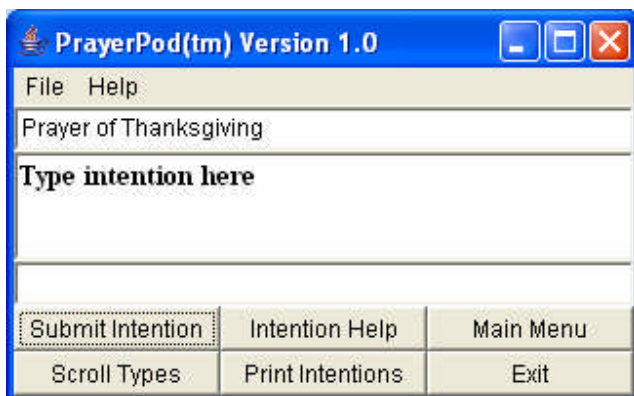 PrayerPod(tm) Version 1.0
File Help
Prayer of Thanksgiving
Type intention here
Submit Intention Intention Help Main Menu
Scroll Types Print Intentions Exit